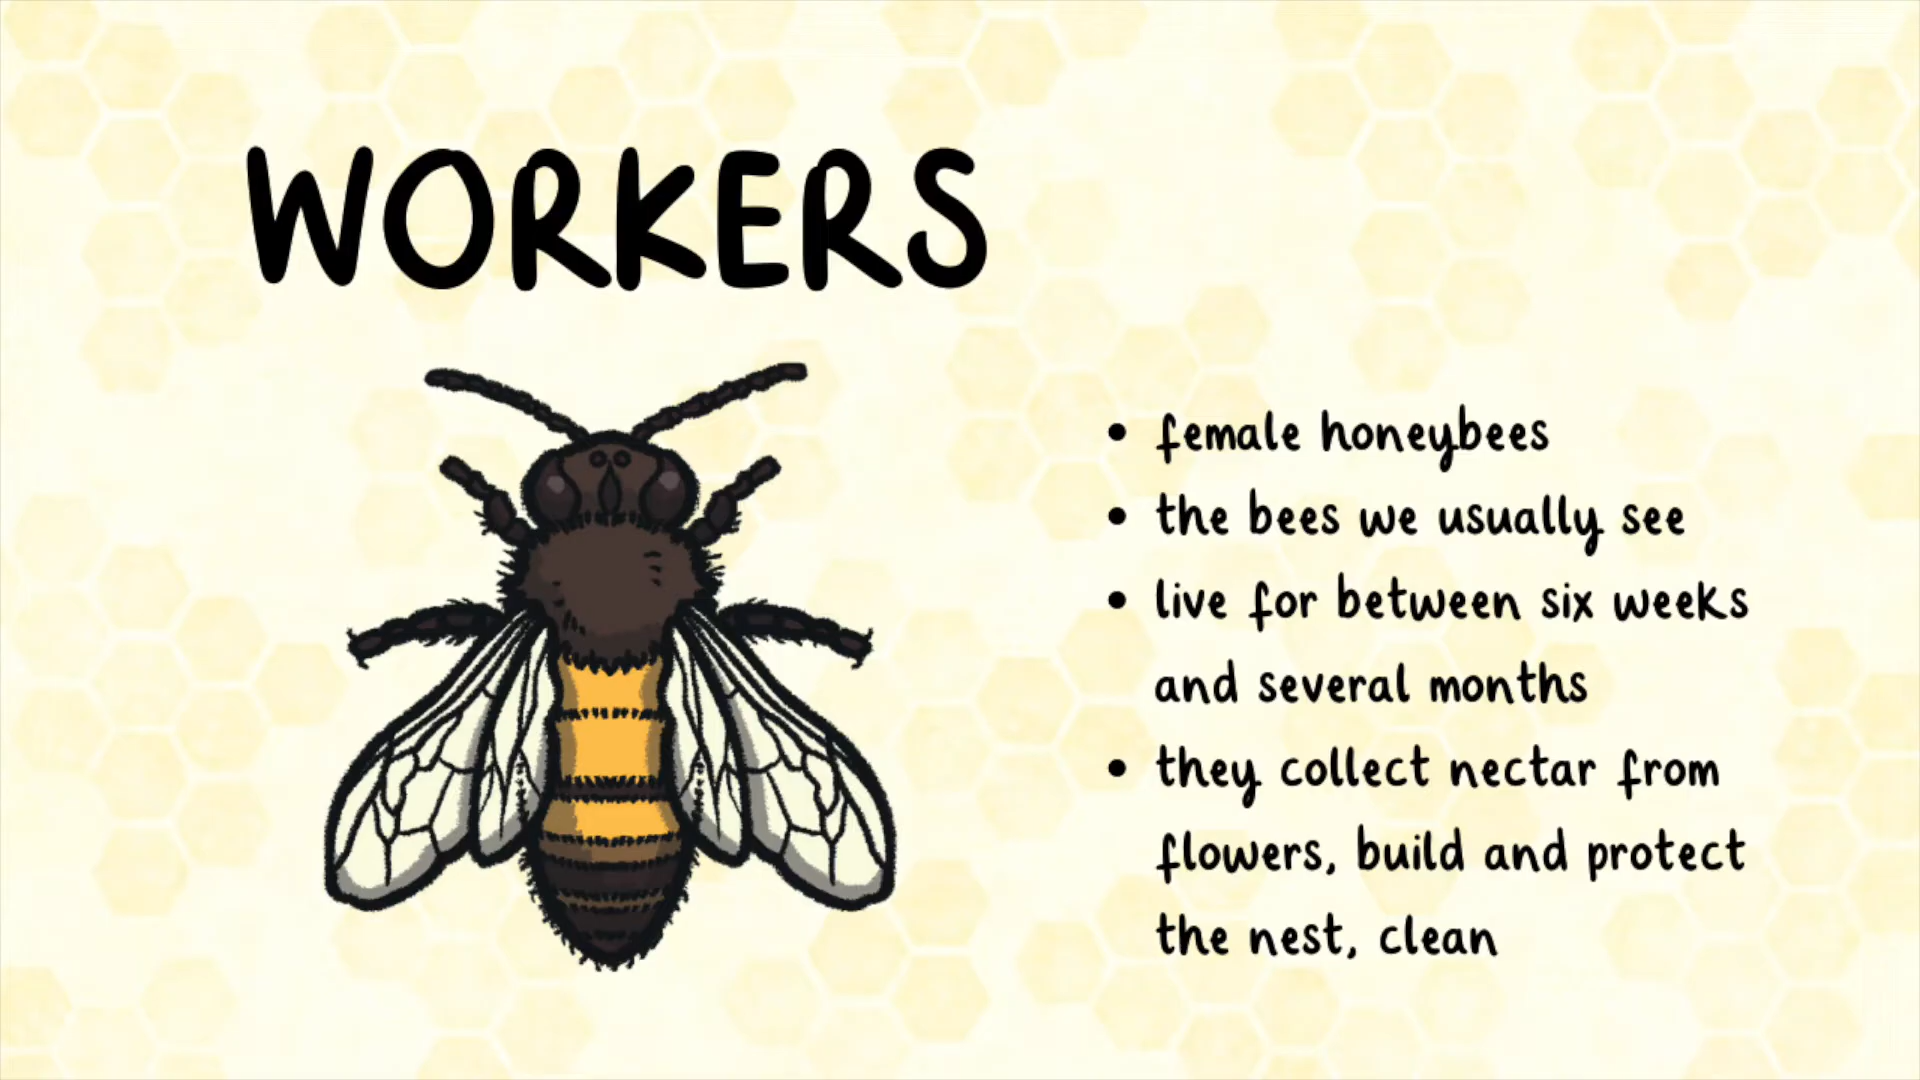 WORKERS
• female honeybees
• the bees we usually see
• live for between six weeks
and several months
• they collect nectar from
flowers, build and protect
the nest, clean